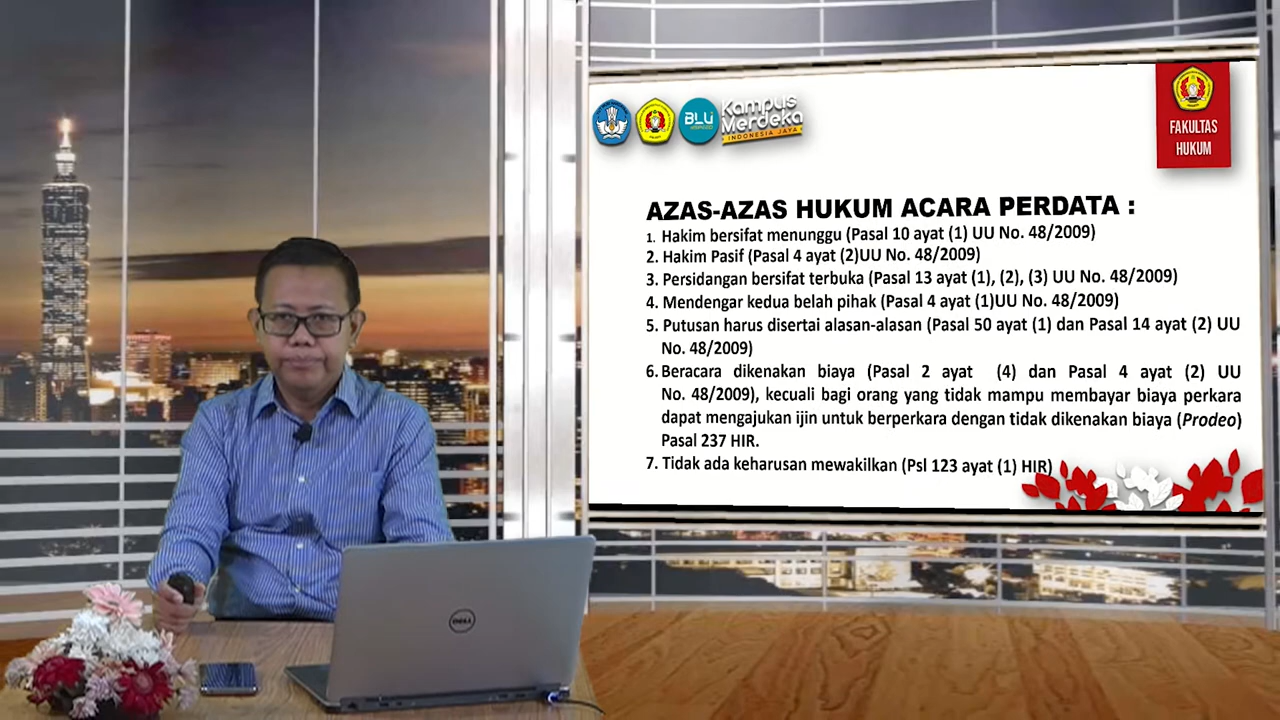 BLU
Kampus
Merdeka
INDONESIA JAYA
FAKULTAS
HUKUM
AZAS-AZAS HUKUM ACARA PERDATA :
1. Hakim bersifat menunggu (Pasal 10 ayat (1) UU No. 48/2009)
2. Hakim Pasif (Pasal 4 ayat (2)UU No. 48/2009)
3. Persidangan bersifat terbuka (Pasal 13 ayat (1), (2), (3) UU No. 48/2009)
4. Mendengar kedua belah pihak (Pasal 4 ayat (1)UU No. 48/2009)
5. Putusan harus disertai alasan-alasan (Pasal 50 ayat (1) dan Pasal 14 ayat (2) UU
No. 48/2009)
6. Beracara dikenakan biaya (Pasal 2 ayat (4) dan Pasal 4 ayat (2) UU
No. 48/2009), kecuali bagi orang yang tidak mampu membayar biaya perkara
dapat mengajukan ijin untuk berperkara dengan tidak dikenakan biaya (Prodeo)
Pasal 237 HIR.
7. Tidak ada keharusan mewakilkan (Psl 123 ayat (1) HIR)
DELL